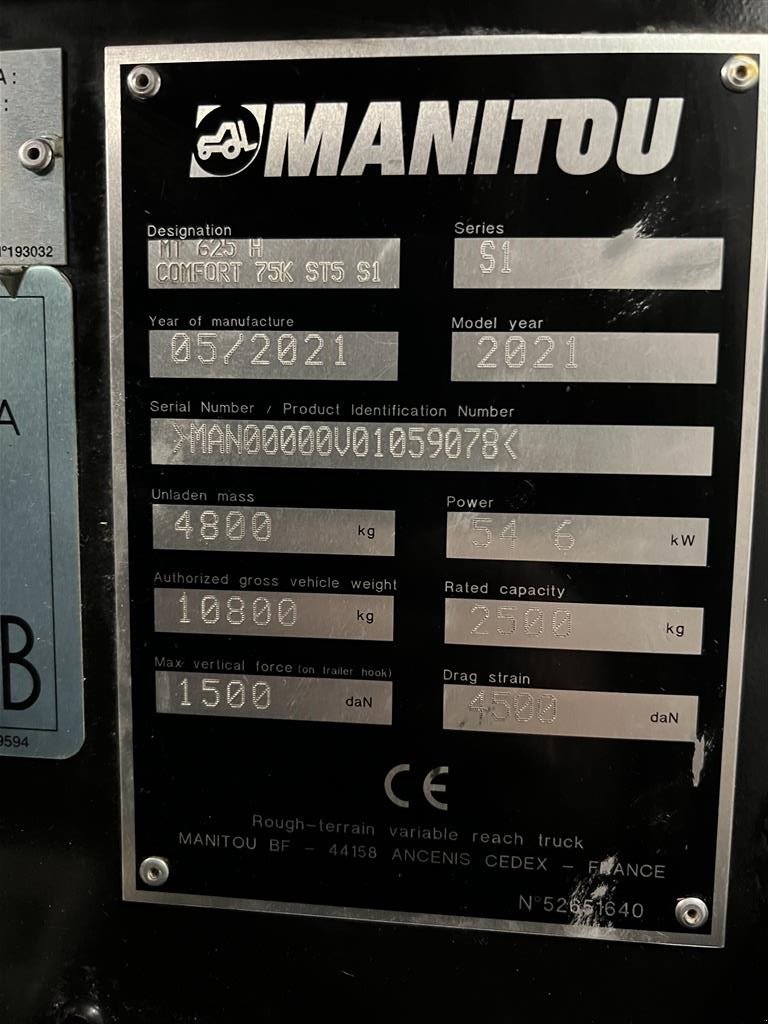 A:
:
N°193032
A
B
9594
MANITOU
Designation
MT 625 H
COMFORT 75K ST5 S1
Series
S1
Year of manufacture
05/2021
Model year
2021
Serial Number / Product Identification Number
>MAN00000V01059078<
Unladen mass
4800 kg
Power
54 6 kW
Authorized gross vehicle weight
10800 kg
Rated capacity
2500 kg
Max vertical force (on trailer hook)
1500 daN
Drag strain
4500 daN
CE
Rough-terrain variable reach truck
MANITOU BF - 44158 ANCENIS CEDEX - FRANCE
N°52651640